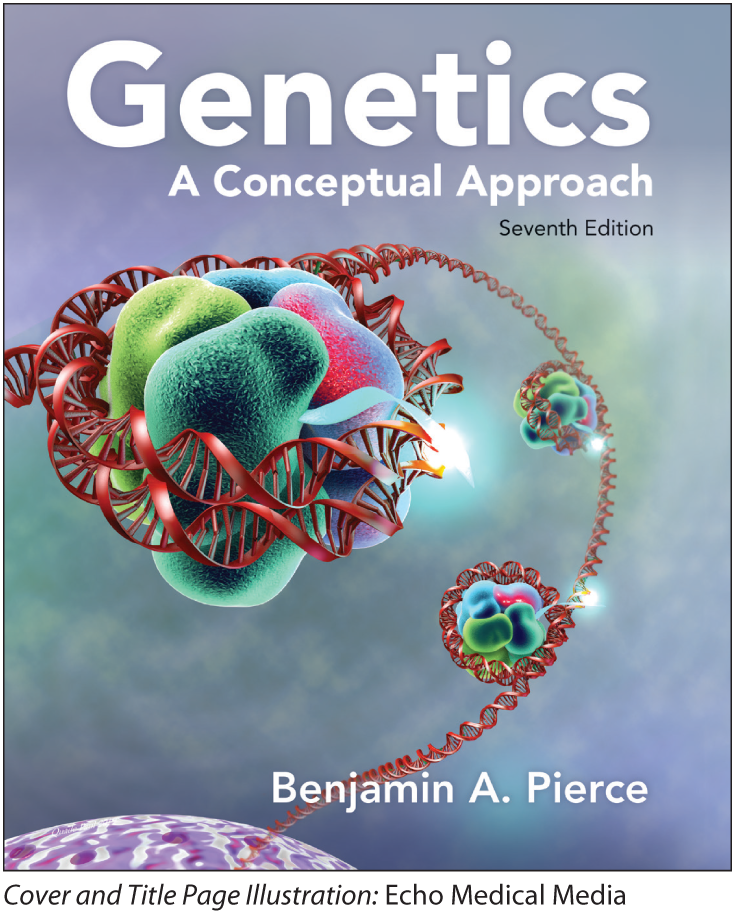 Genetics
A Conceptual Approach
Seventh Edition
Benjamin A. Pierce
Cover and Title Page Illustration: Echo Medical Media